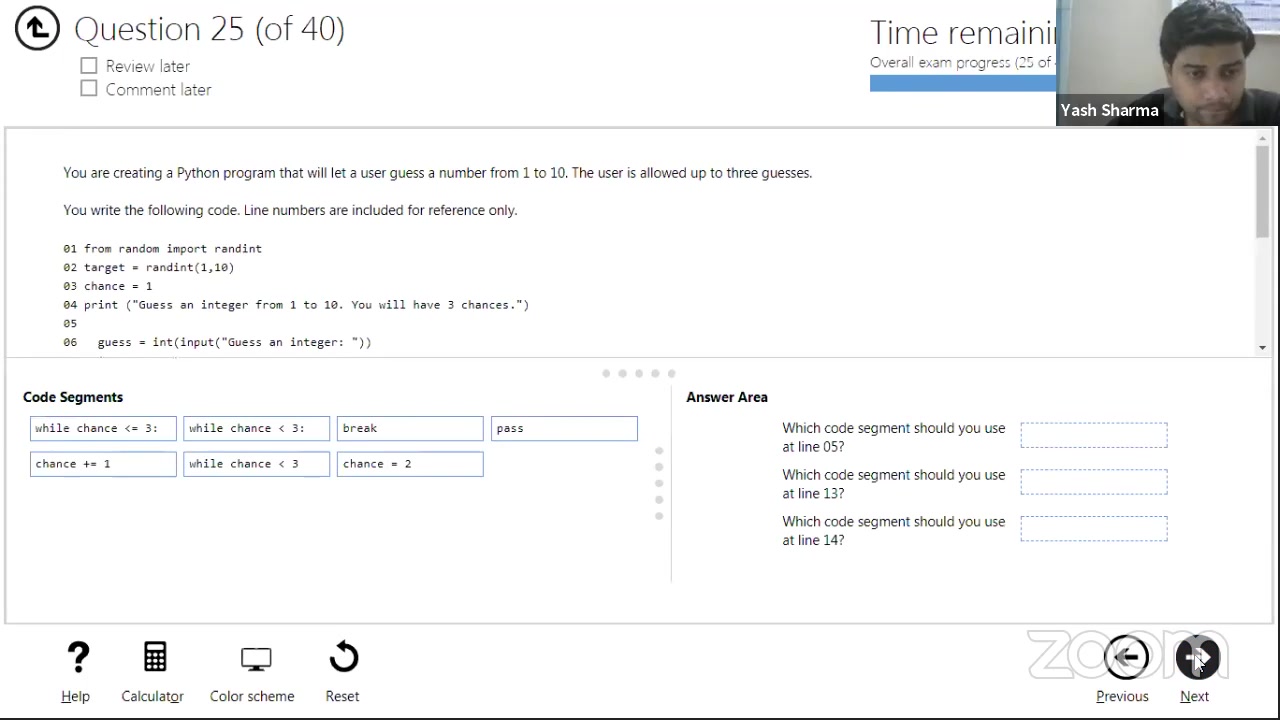 Question 25 (of 40)
Review later
Comment later
Time remaini
Overall exam progress (25 of
Yash Sharma
You are creating a Python program that will let a user guess a number from 1 to 10. The user is allowed up to three guesses.
You write the following code. Line numbers are included for reference only.
01 from random import randint
02 target = randint(1,10)
03 chance = 1
04 print ("Guess an integer from 1 to 10. You will have 3 chances.")
05
06   guess = int(input("Guess an integer: "))
Code Segments
while chance <= 3:
while chance < 3:
break
pass
chance += 1
while chance < 3
chance = 2
Answer Area
Which code segment should you use
at line 05?
Which code segment should you use
at line 13?
Which code segment should you use
at line 14?
Help
Calculator
Color scheme
Reset
zoom
Previous
Next